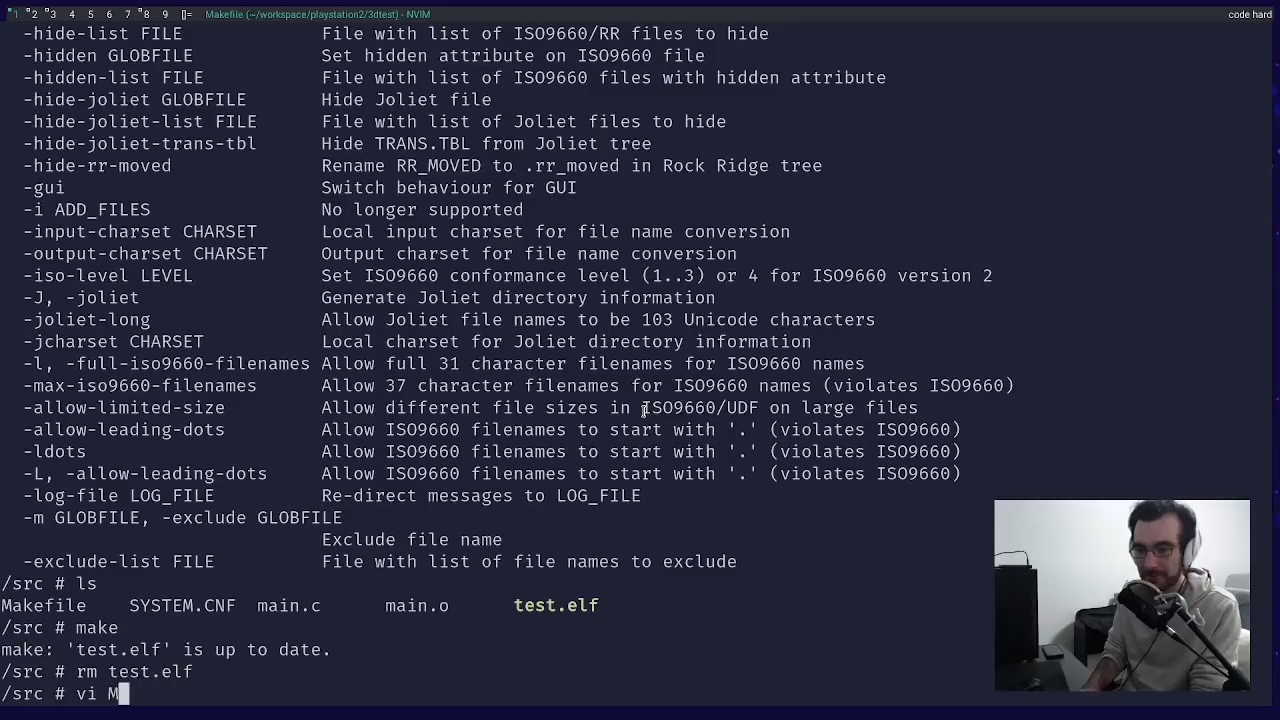 1 2 3 4 5 6 7 8 9 []= Makefile (~/workspace/playstation2/3dtest) - NVIM code hard
-hide-list FILE File with list of ISO9660/RR files to hide
-hidden GLOBFILE Set hidden attribute on ISO9660 file
-hidden-list FILE File with list of ISO9660 files with hidden attribute
-hide-joliet GLOBFILE Hide Joliet file
-hide-joliet-list FILE File with list of Joliet files to hide
-hide-joliet-trans-tbl Hide TRANS.TBL from Joliet tree
-hide-rr-moved Rename RR_MOVED to .rr_moved in Rock Ridge tree
-gui Switch behaviour for GUI
-i ADD_FILES No longer supported
-input-charset CHARSET Local input charset for file name conversion
-output-charset CHARSET Output charset for file name conversion
-iso-level LEVEL Set ISO9660 conformance level (1..3) or 4 for ISO9660 version 2
-J, -joliet Generate Joliet directory information
-joliet-long Allow Joliet file names to be 103 Unicode characters
-jcharset CHARSET Local charset for Joliet directory information
-l, -full-iso9660-filenames Allow full 31 character filenames for ISO9660 names
-max-iso9660-filenames Allow 37 character filenames for ISO9660 names (violates ISO9660)
-allow-limited-size Allow different file sizes in ISO9660/UDF on large files
-allow-leading-dots Allow ISO9660 filenames to start with '.' (violates ISO9660)
-ldots Allow ISO9660 filenames to start with '.' (violates ISO9660)
-L, -allow-leading-dots Allow ISO9660 filenames to start with '.' (violates ISO9660)
-log-file LOG_FILE Re-direct messages to LOG_FILE
-m GLOBFILE, -exclude GLOBFILE
Exclude file name
-exclude-list FILE File with list of file names to exclude
/src # ls
Makefile SYSTEM.CNF main.c main.o test.elf
/src # make
make: 'test.elf' is up to date.
/src # rm test.elf
/src # vi M